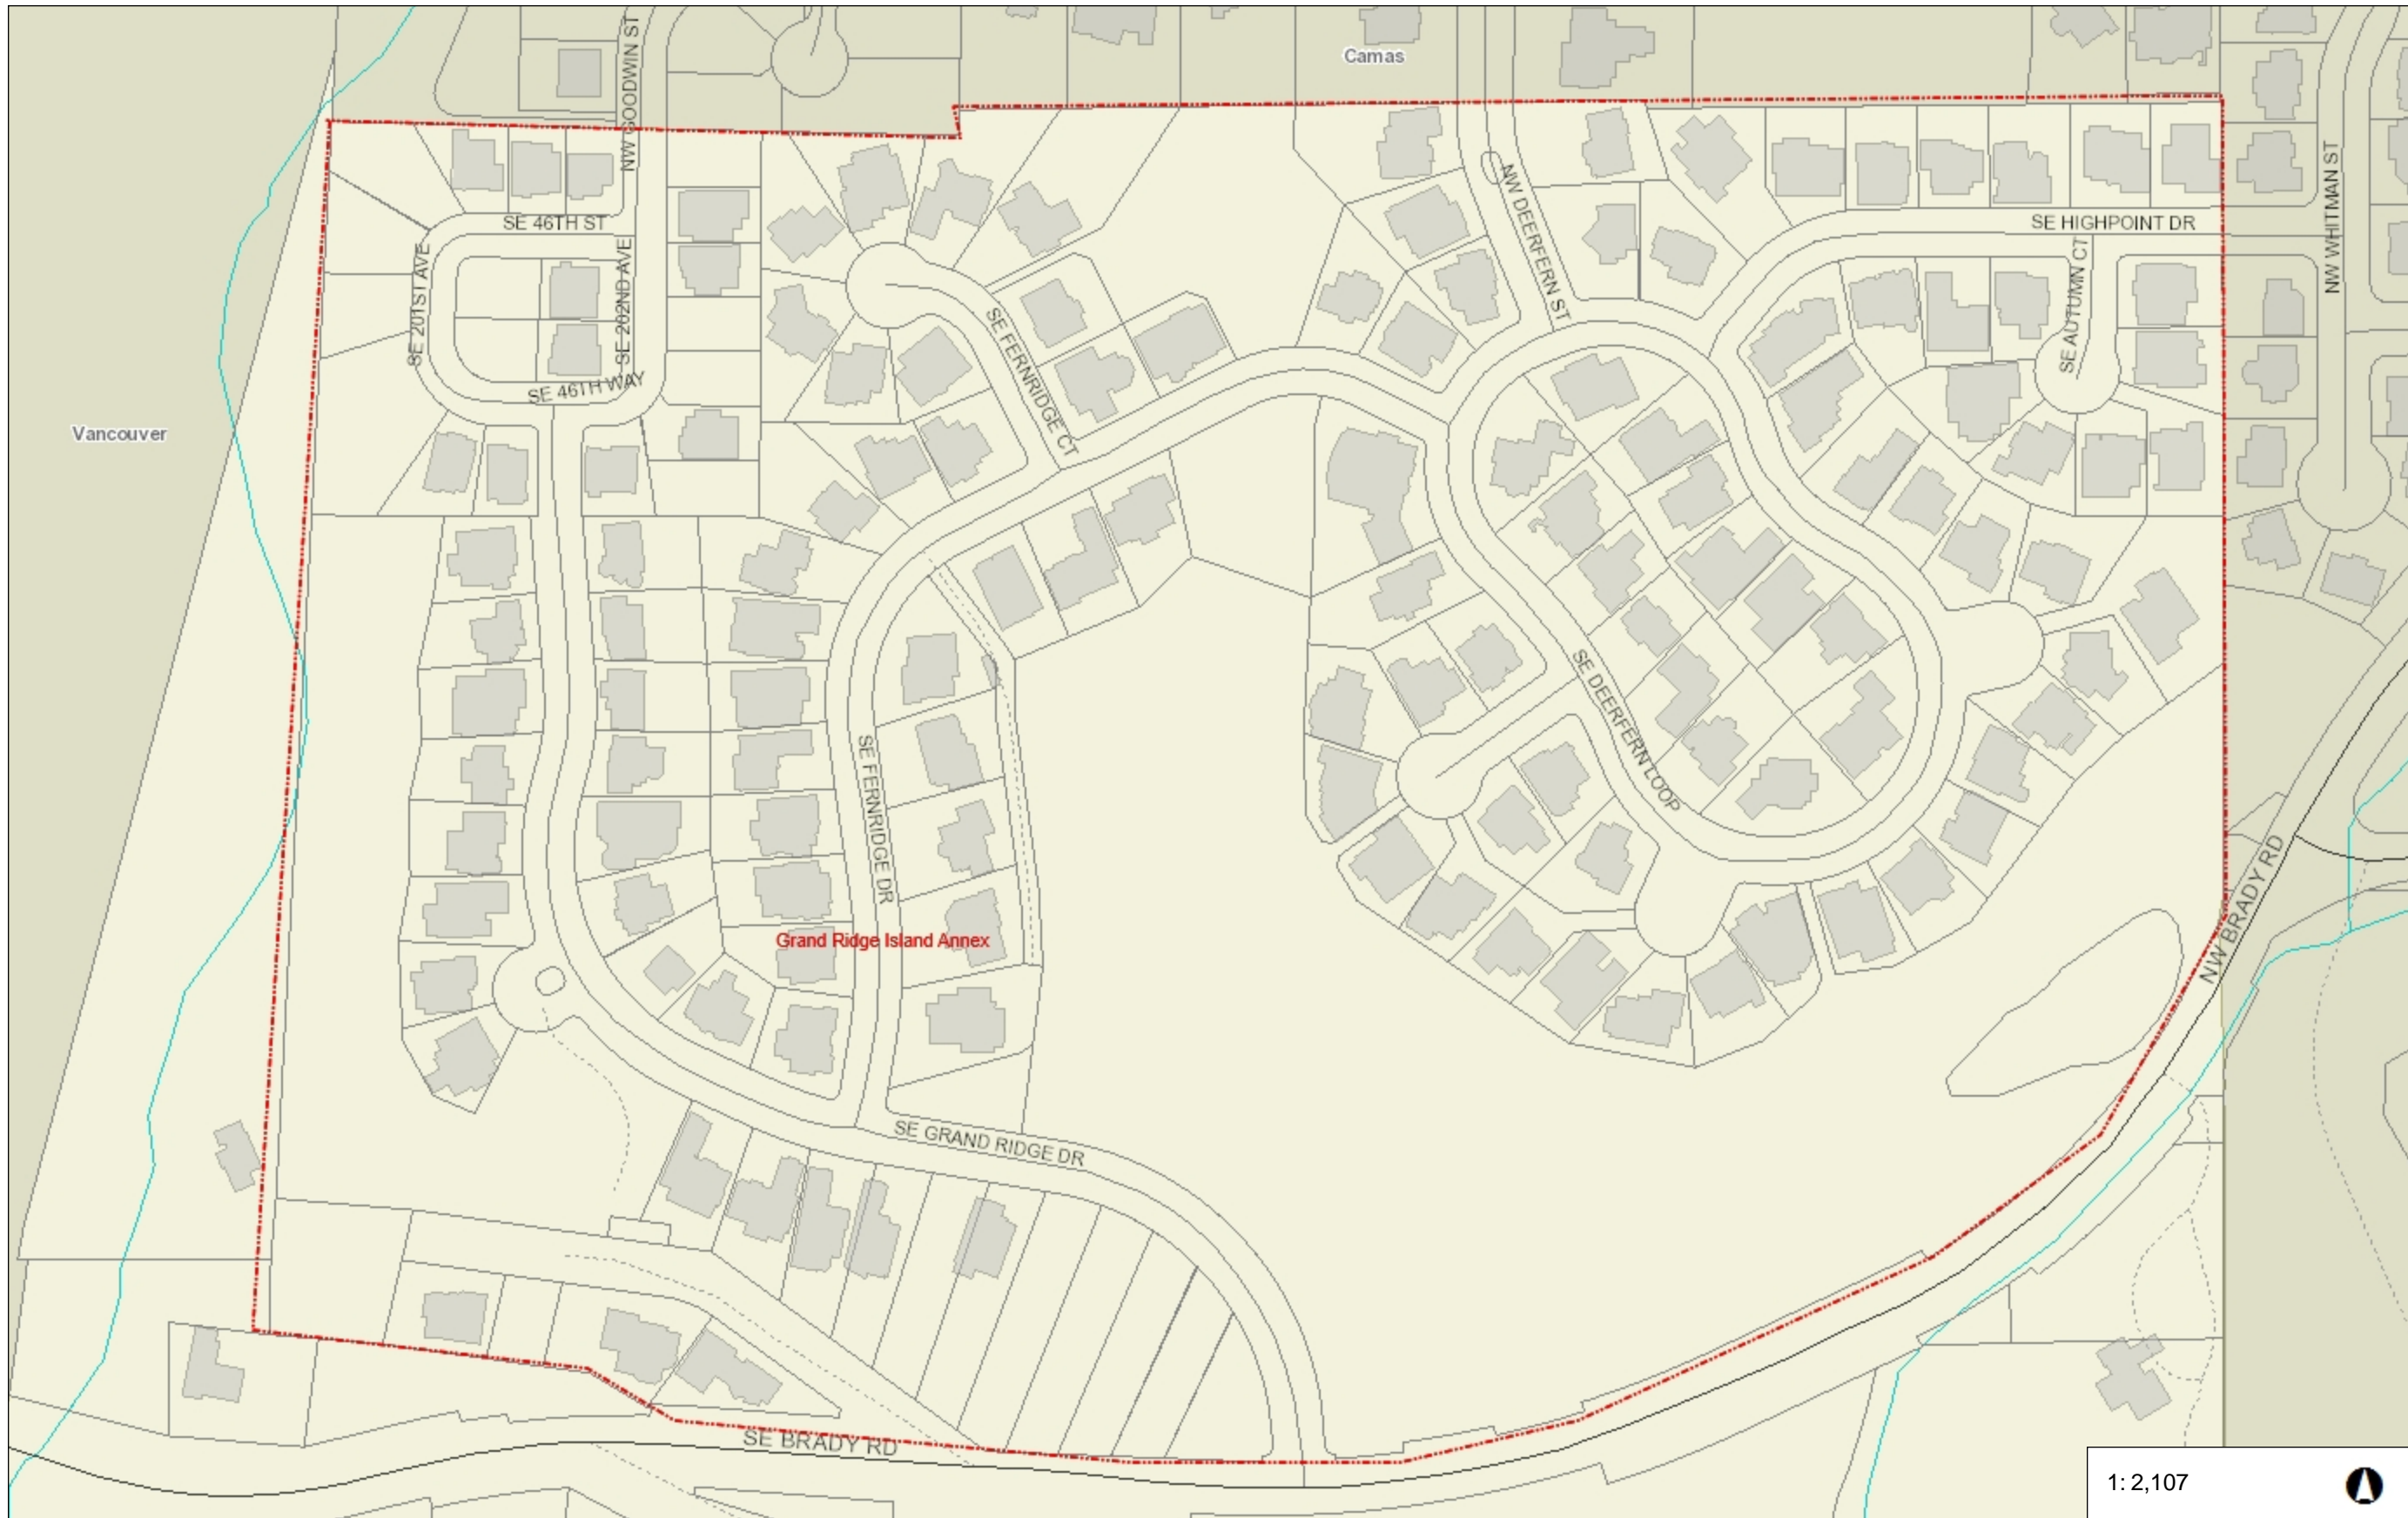 Camas
NW GOODWIN ST
NW WHITMAN ST
NW DEERFERN ST
SE 46TH ST
SE HIGHPOINT DR
SE 201ST AVE
SE 202ND AVE
SE AUTUMN CT
SE 46TH WAY
SE FERNRIDGE CT
Vancouver
SE DEERFERN LOOP
SE FERNRIDGE DR
NW BRADY RD
Grand Ridge Island Annex
SE GRAND RIDGE DR
SE BRADY RD
1: 2,107